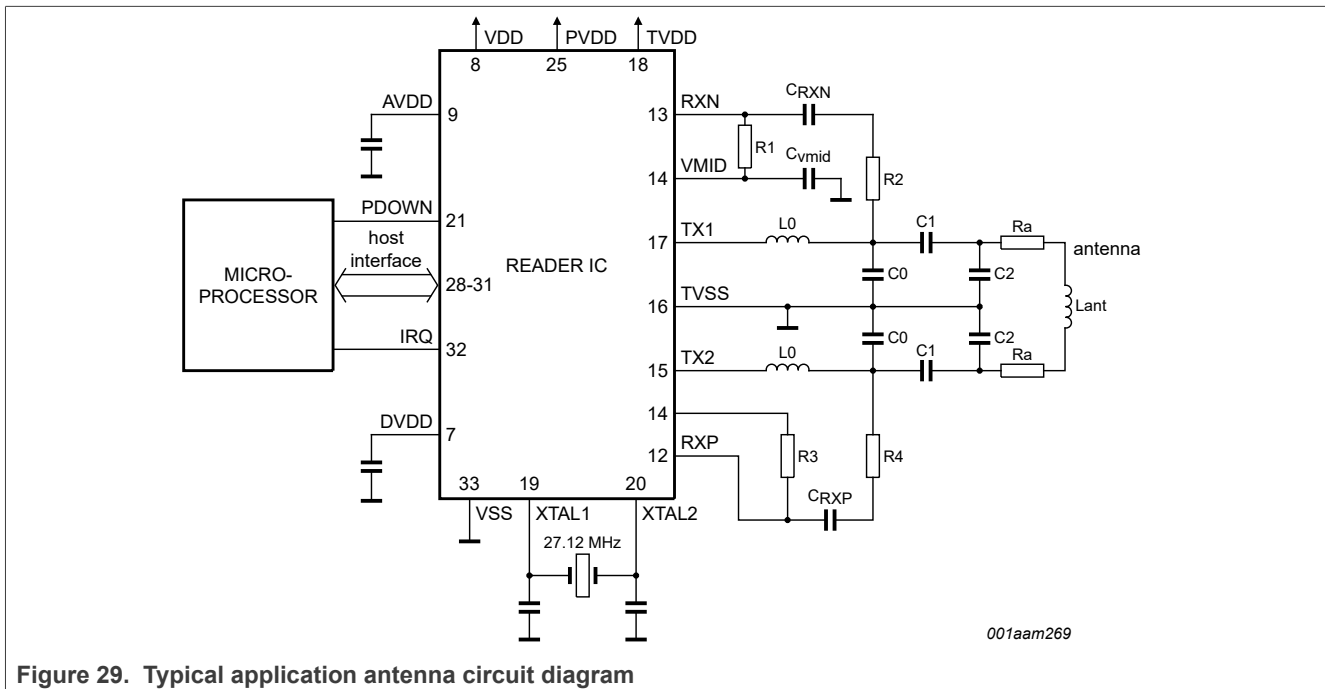 VDD PVDD TVDD
8 25 18
AVDD
9
RXN
13
CRXN
R1
VMID
14
Cvmid
R2
PDOWN
21
host
interface
28-31
MICRO-
PROCESSOR
READER IC
TX1
17
L0
C1
Ra
antenna
C0
C2
TVSS
16
Lant
C0
C2
IRQ
32
TX2
15
L0
C1
Ra
14
DVDD
7
RXP
12
R3
R4
CRXP
33 19 20
VSS XTAL1 XTAL2
27.12 MHz
001aam269
Figure 29. Typical application antenna circuit diagram